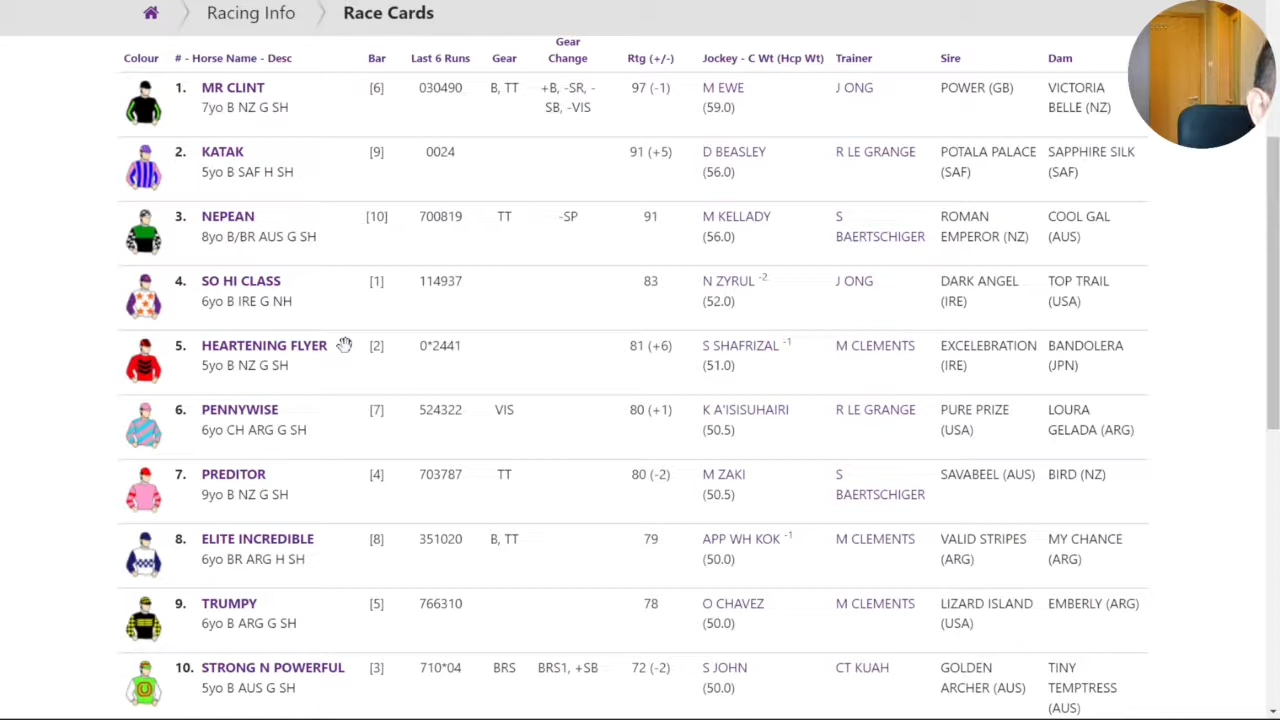 Racing Info
Race Cards
Colour # - Horse Name - Desc Bar Last 6 Runs Gear Gear Change Rtg (+/-) Jockey - C Wt (Hcp Wt) Trainer Sire Dam
1. MR CLINT [6] 030490 B, TT +B, -SR, - 97 (-1) M EWE J ONG POWER (GB) VICTORIA
7yo B NZ G SH SB, -VIS (59.0) BELLE (NZ)
2. KATAK [9] 0024 91 (+5) D BEASLEY R LE GRANGE POTALA PALACE SAPPHIRE SILK
5yo B SAF H SH (56.0) (SAF) (SAF)
3. NEPEAN [10] 700819 TT -SP 91 M KELLADY S ROMAN COOL GAL
8yo B/BR AUS G SH (56.0) BAERTSCHIGER EMPEROR (NZ) (AUS)
4. SO HI CLASS [1] 114937 83 N ZYRUL -2 J ONG DARK ANGEL TOP TRAIL
6yo B IRE G NH (52.0) (IRE) (USA)
5. HEARTENING FLYER [2] 0*2441 81 (+6) S SHAFRIZAL -1 M CLEMENTS EXCELEBRATION BANDOLERA
5yo B NZ G SH (51.0) (IRE) (JPN)
6. PENNYWISE [7] 524322 VIS 80 (+1) K A'ISISUHAIRI R LE GRANGE PURE PRIZE LOURA
6yo CH ARG G SH (50.5) (USA) GELADA (ARG)
7. PREDITOR [4] 703787 TT 80 (-2) M ZAKI S SAVABEEL (AUS) BIRD (NZ)
9yo B NZ G SH (50.5) BAERTSCHIGER
8. ELITE INCREDIBLE [8] 351020 B, TT 79 APP WH KOK -1 M CLEMENTS VALID STRIPES MY CHANCE
6yo BR ARG H SH (50.0) (ARG) (ARG)
9. TRUMPY [5] 766310 78 O CHAVEZ M CLEMENTS LIZARD ISLAND EMBERLY (ARG)
6yo B ARG G SH (50.0) (USA)
10. STRONG N POWERFUL [3] 710*04 BRS BRS1, +SB 72 (-2) S JOHN CT KUAH GOLDEN TINY
5yo B AUS G SH (50.0) ARCHER (AUS) TEMPTRESS
(AUS)